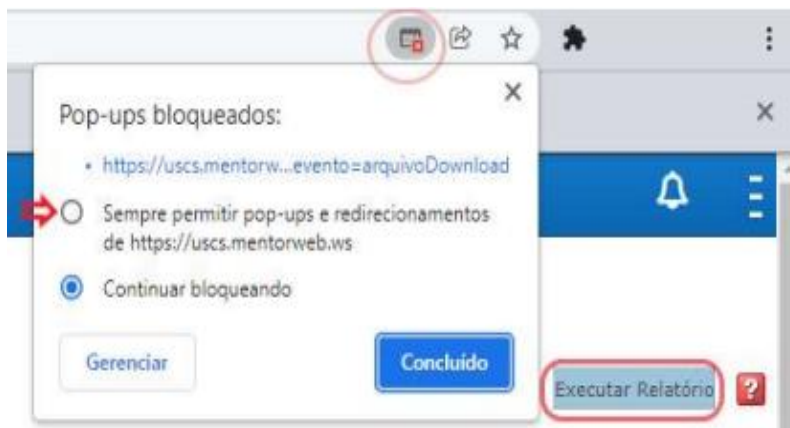 Pop-ups bloqueados:
• https://uscs.mentorw...evento=arquivoDownload
Sempre permitir pop-ups e redirecionamentos
de https://uscs.mentorweb.ws
Continuar bloqueando
Gerenciar
Concluído
Executar Relatório ?